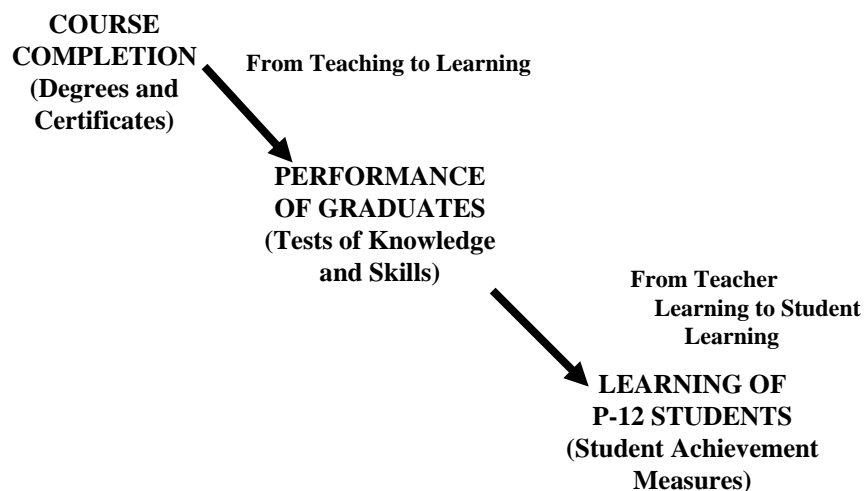 COURSE
COMPLETION
(Degrees and
Certificates)
From Teaching to Learning
PERFORMANCE
OF GRADUATES
(Tests of Knowledge
and Skills)
From Teacher
Learning to Student
Learning
LEARNING OF
P-12 STUDENTS
(Student Achievement
Measures)